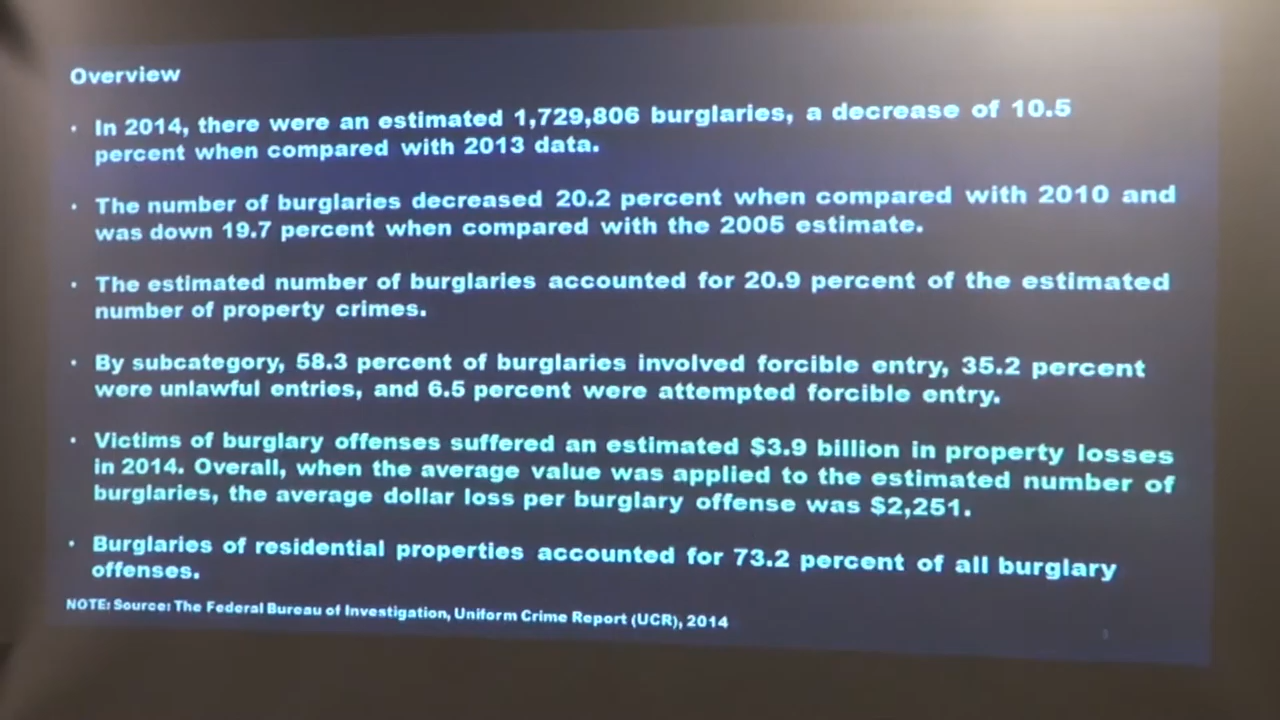 Overview
• In 2014, there were an estimated 1,729,806 burglaries, a decrease of 10.5
percent when compared with 2013 data.
• The number of burglaries decreased 20.2 percent when compared with 2010 and
was down 19.7 percent when compared with the 2005 estimate.
• The estimated number of burglaries accounted for 20.9 percent of the estimated
number of property crimes.
• By subcategory, 58.3 percent of burglaries involved forcible entry, 35.2 percent
were unlawful entries, and 6.5 percent were attempted forcible entry.
• Victims of burglary offenses suffered an estimated $3.9 billion in property losses
in 2014. Overall, when the average value was applied to the estimated number of
burglaries, the average dollar loss per burglary offense was $2,251.
• Burglaries of residential properties accounted for 73.2 percent of all burglary
offenses.
NOTE: Source: The Federal Bureau of Investigation, Uniform Crime Report (UCR), 2014